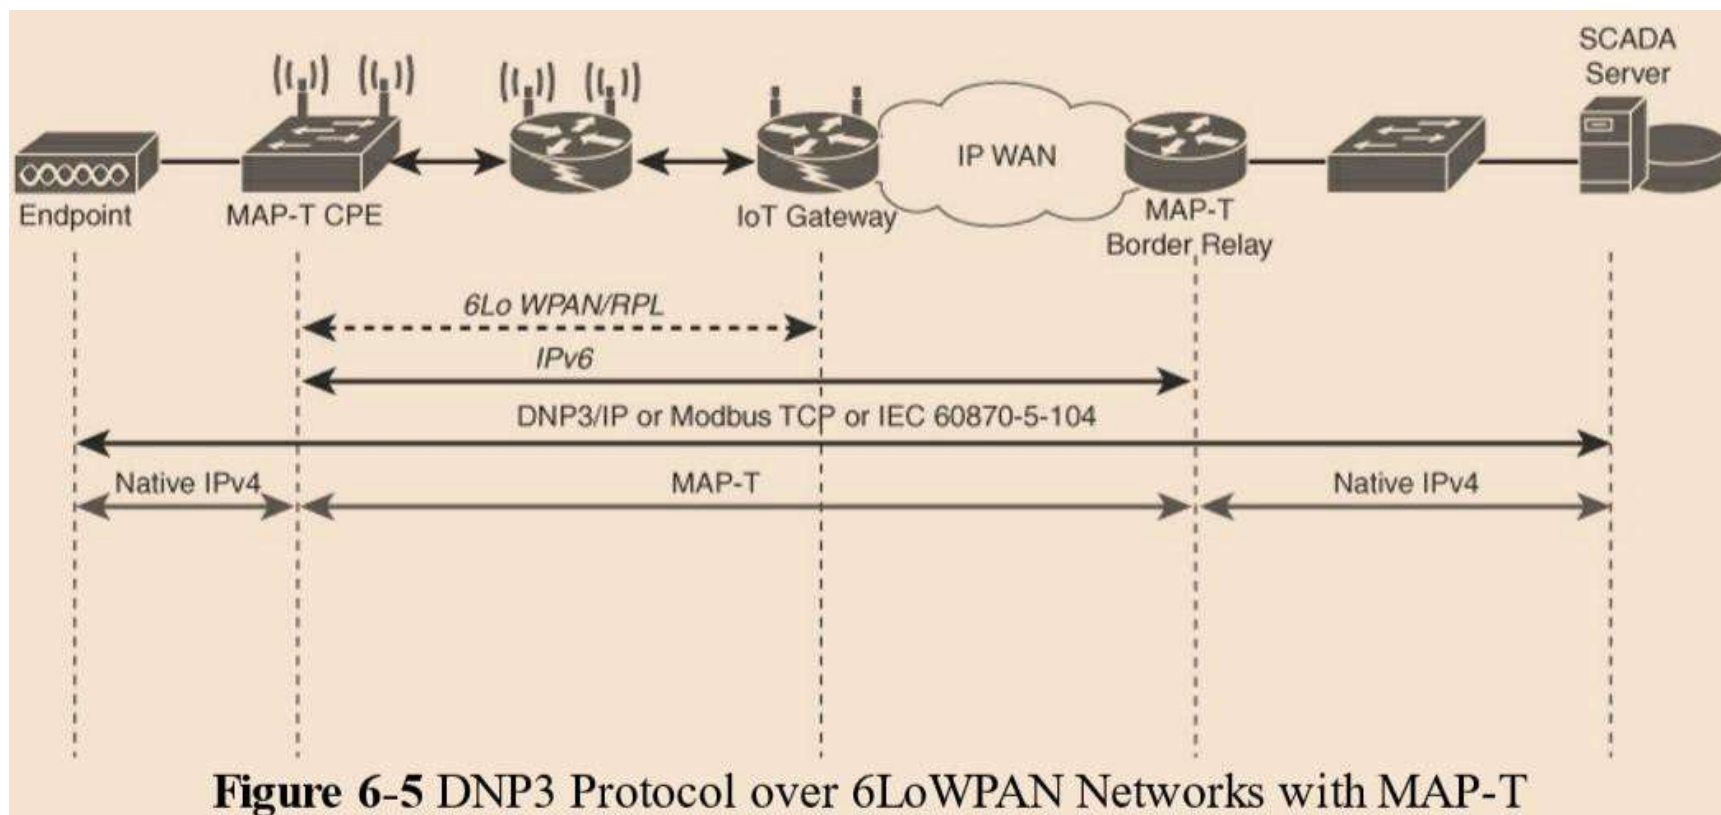 SCADA
Server
IP WAN
Endpoint
MAP-T CPE
IoT Gateway
MAP-T
Border Relay
6Lo WPAN/RPL
IPv6
DNP3/IP or Modbus TCP or IEC 60870-5-104
Native IPv4
MAP-T
Native IPv4
Figure 6-5 DNP3 Protocol over 6LoWPAN Networks with MAP-T